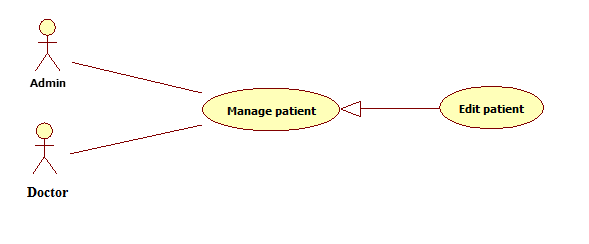 Admin
Manage patient
Edit patient
Doctor